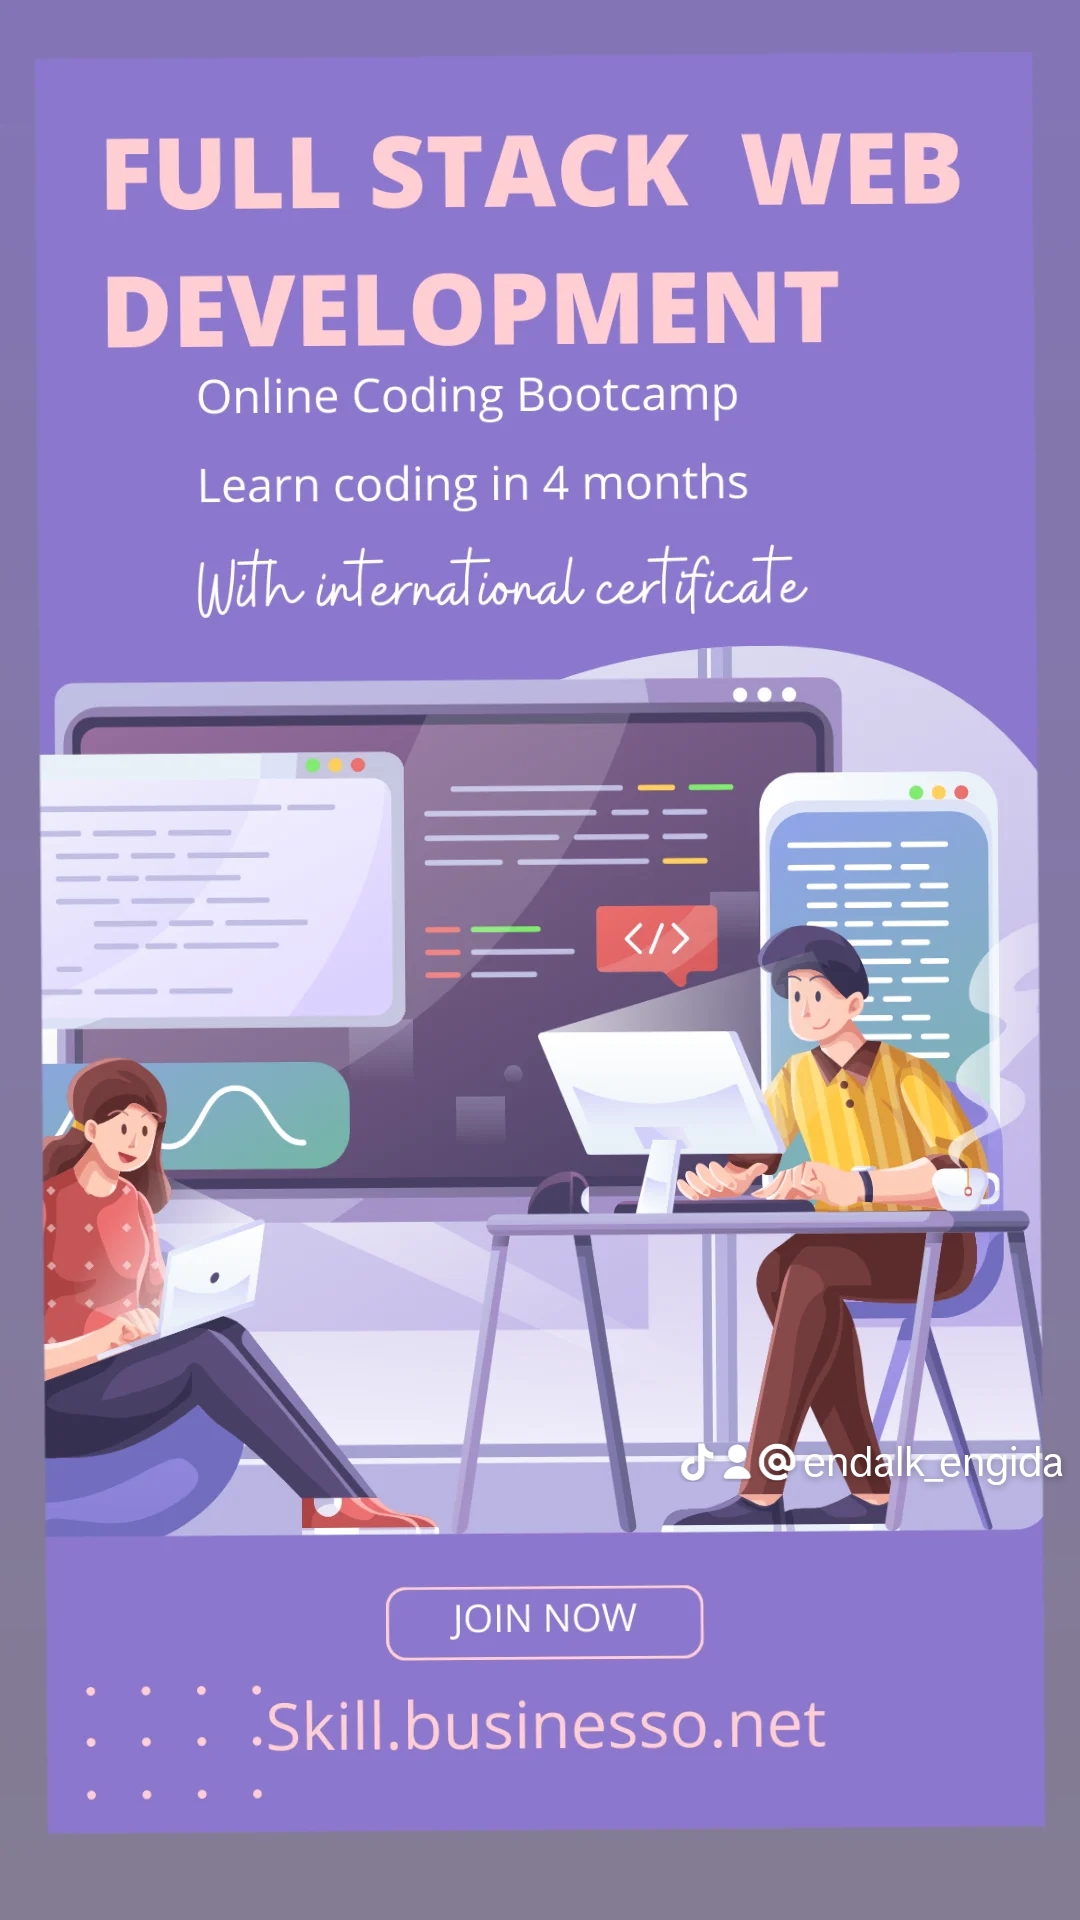 FULL STACK WEB
DEVELOPMENT
Online Coding Bootcamp
Learn coding in 4 months
With international certificate
</>
@endalk_engida
JOIN NOW
Skill.businesso.net